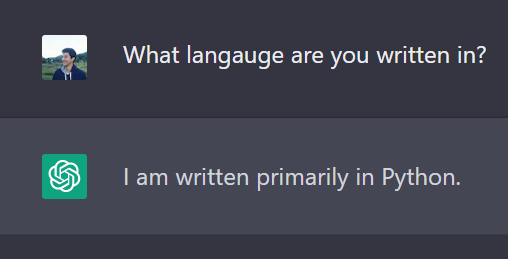 What langauge are you written in?
I am written primarily in Python.